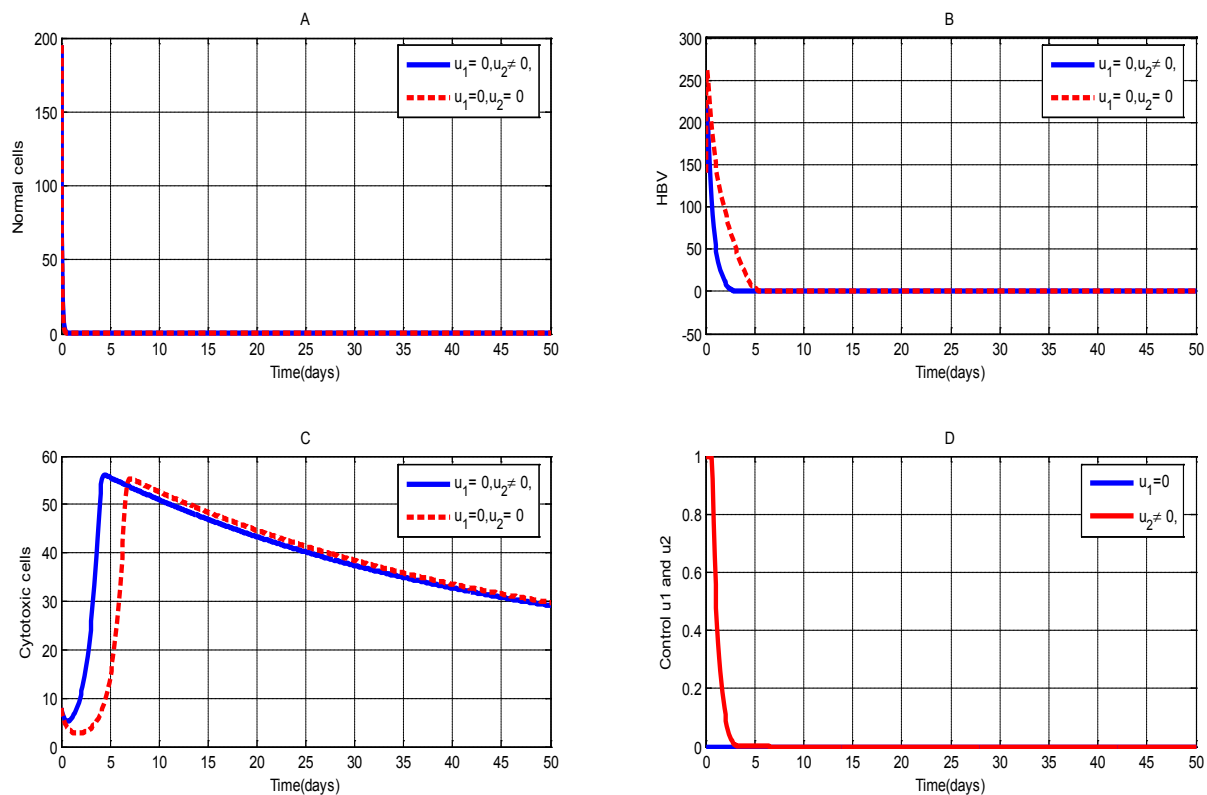 A
Normal cells
200
150
100
50
0
u1= 0,u2≠ 0,
u1=0,u2= 0
0 5 10 15 20 25 30 35 40 45 50
Time(days)
B
HBV
300
250
200
150
100
50
0
-50
u1= 0,u2≠ 0,
u1= 0,u2= 0
0 5 10 15 20 25 30 35 40 45 50
Time(days)
C
Cytotoxic cells
60
50
40
30
20
10
0
u1= 0,u2≠ 0,
u1=0,u2= 0
0 5 10 15 20 25 30 35 40 45 50
Time(days)
D
Control u1 and u2
1
0.8
0.6
0.4
0.2
0
u1=0
u2≠ 0,
0 5 10 15 20 25 30 35 40 45 50
Time(days)